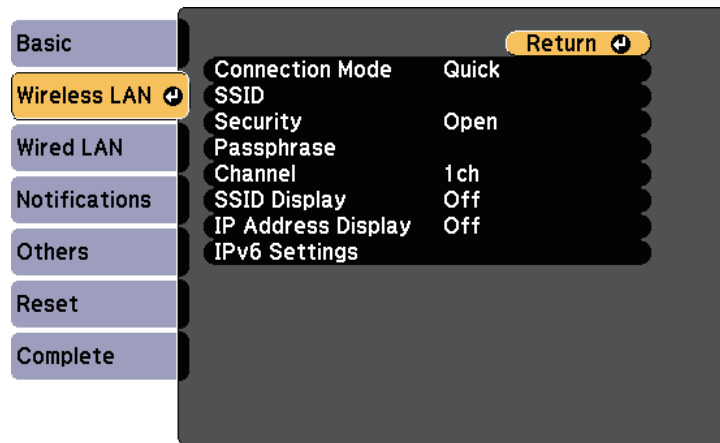 Basic
Wireless LAN
Wired LAN
Notifications
Others
Reset
Complete
Return
Connection Mode Quick
SSID
Security Open
Passphrase
Channel 1ch
SSID Display Off
IP Address Display Off
IPv6 Settings